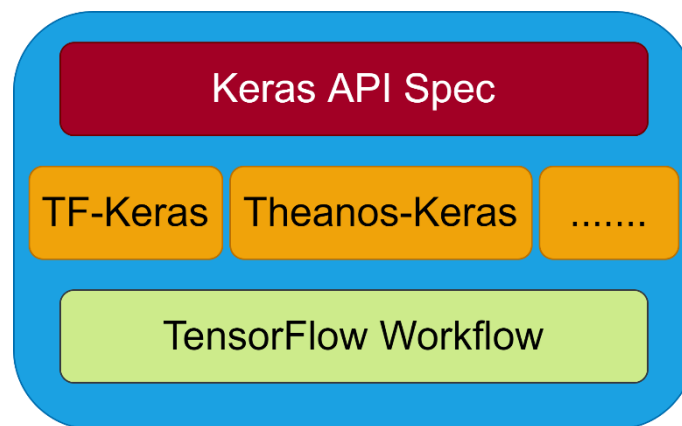 Keras API Spec
TF-Keras Theanos-Keras .......
TensorFlow Workflow